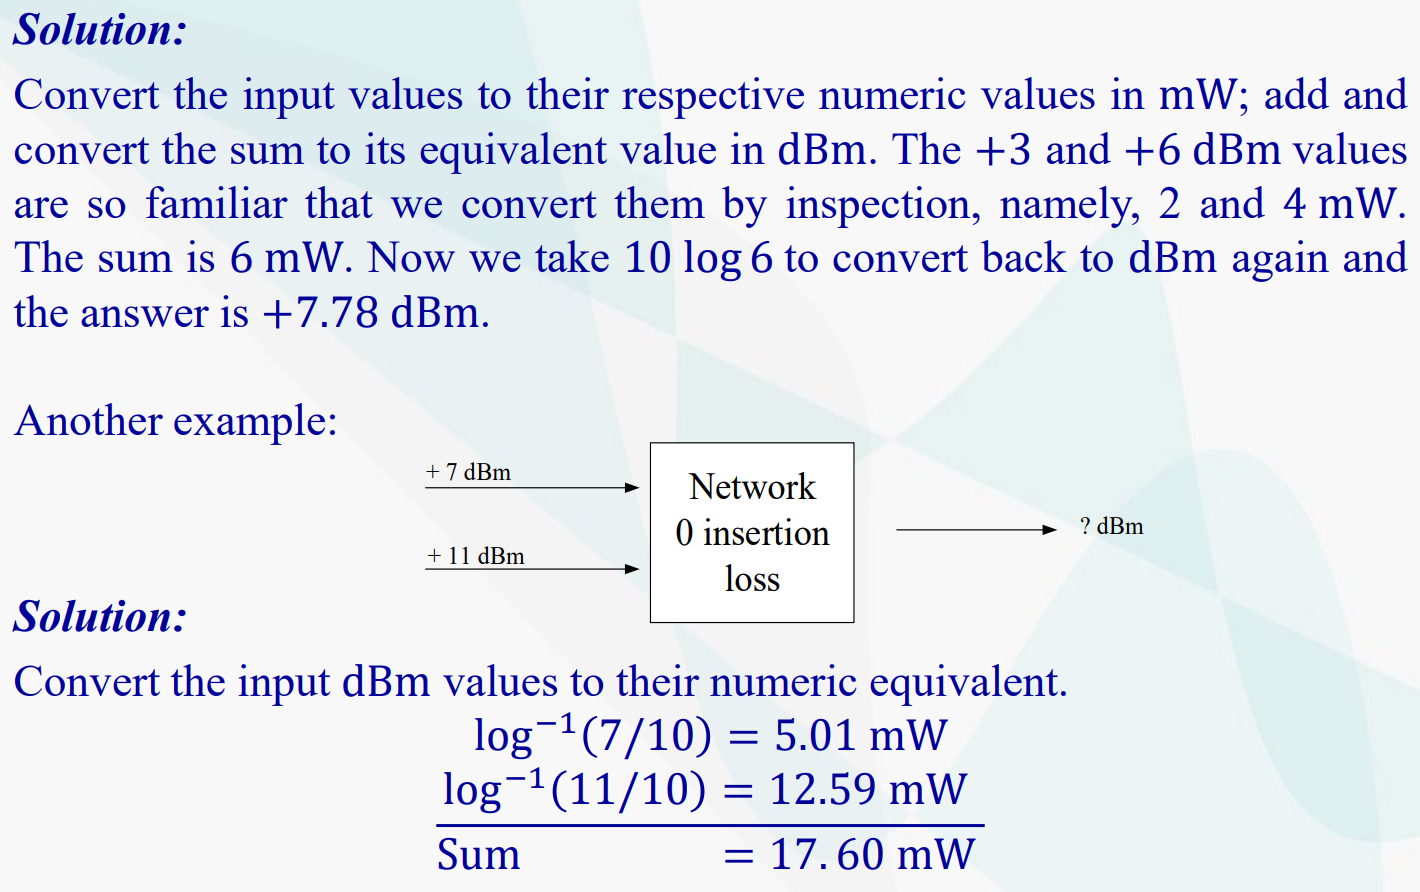 Solution:
Convert the input values to their respective numeric values in mW; add and
convert the sum to its equivalent value in dBm. The +3 and +6 dBm values
are so familiar that we convert them by inspection, namely, 2 and 4 mW.
The sum is 6 mW. Now we take 10 log 6 to convert back to dBm again and
the answer is +7.78 dBm.
Another example:
+ 7 dBm
+ 11 dBm
Network
0 insertion
loss
? dBm
Solution:
Convert the input dBm values to their numeric equivalent.
log⁻¹(7/10) = 5.01 mW
log⁻¹(11/10) = 12.59 mW
Sum = 17.60 mW